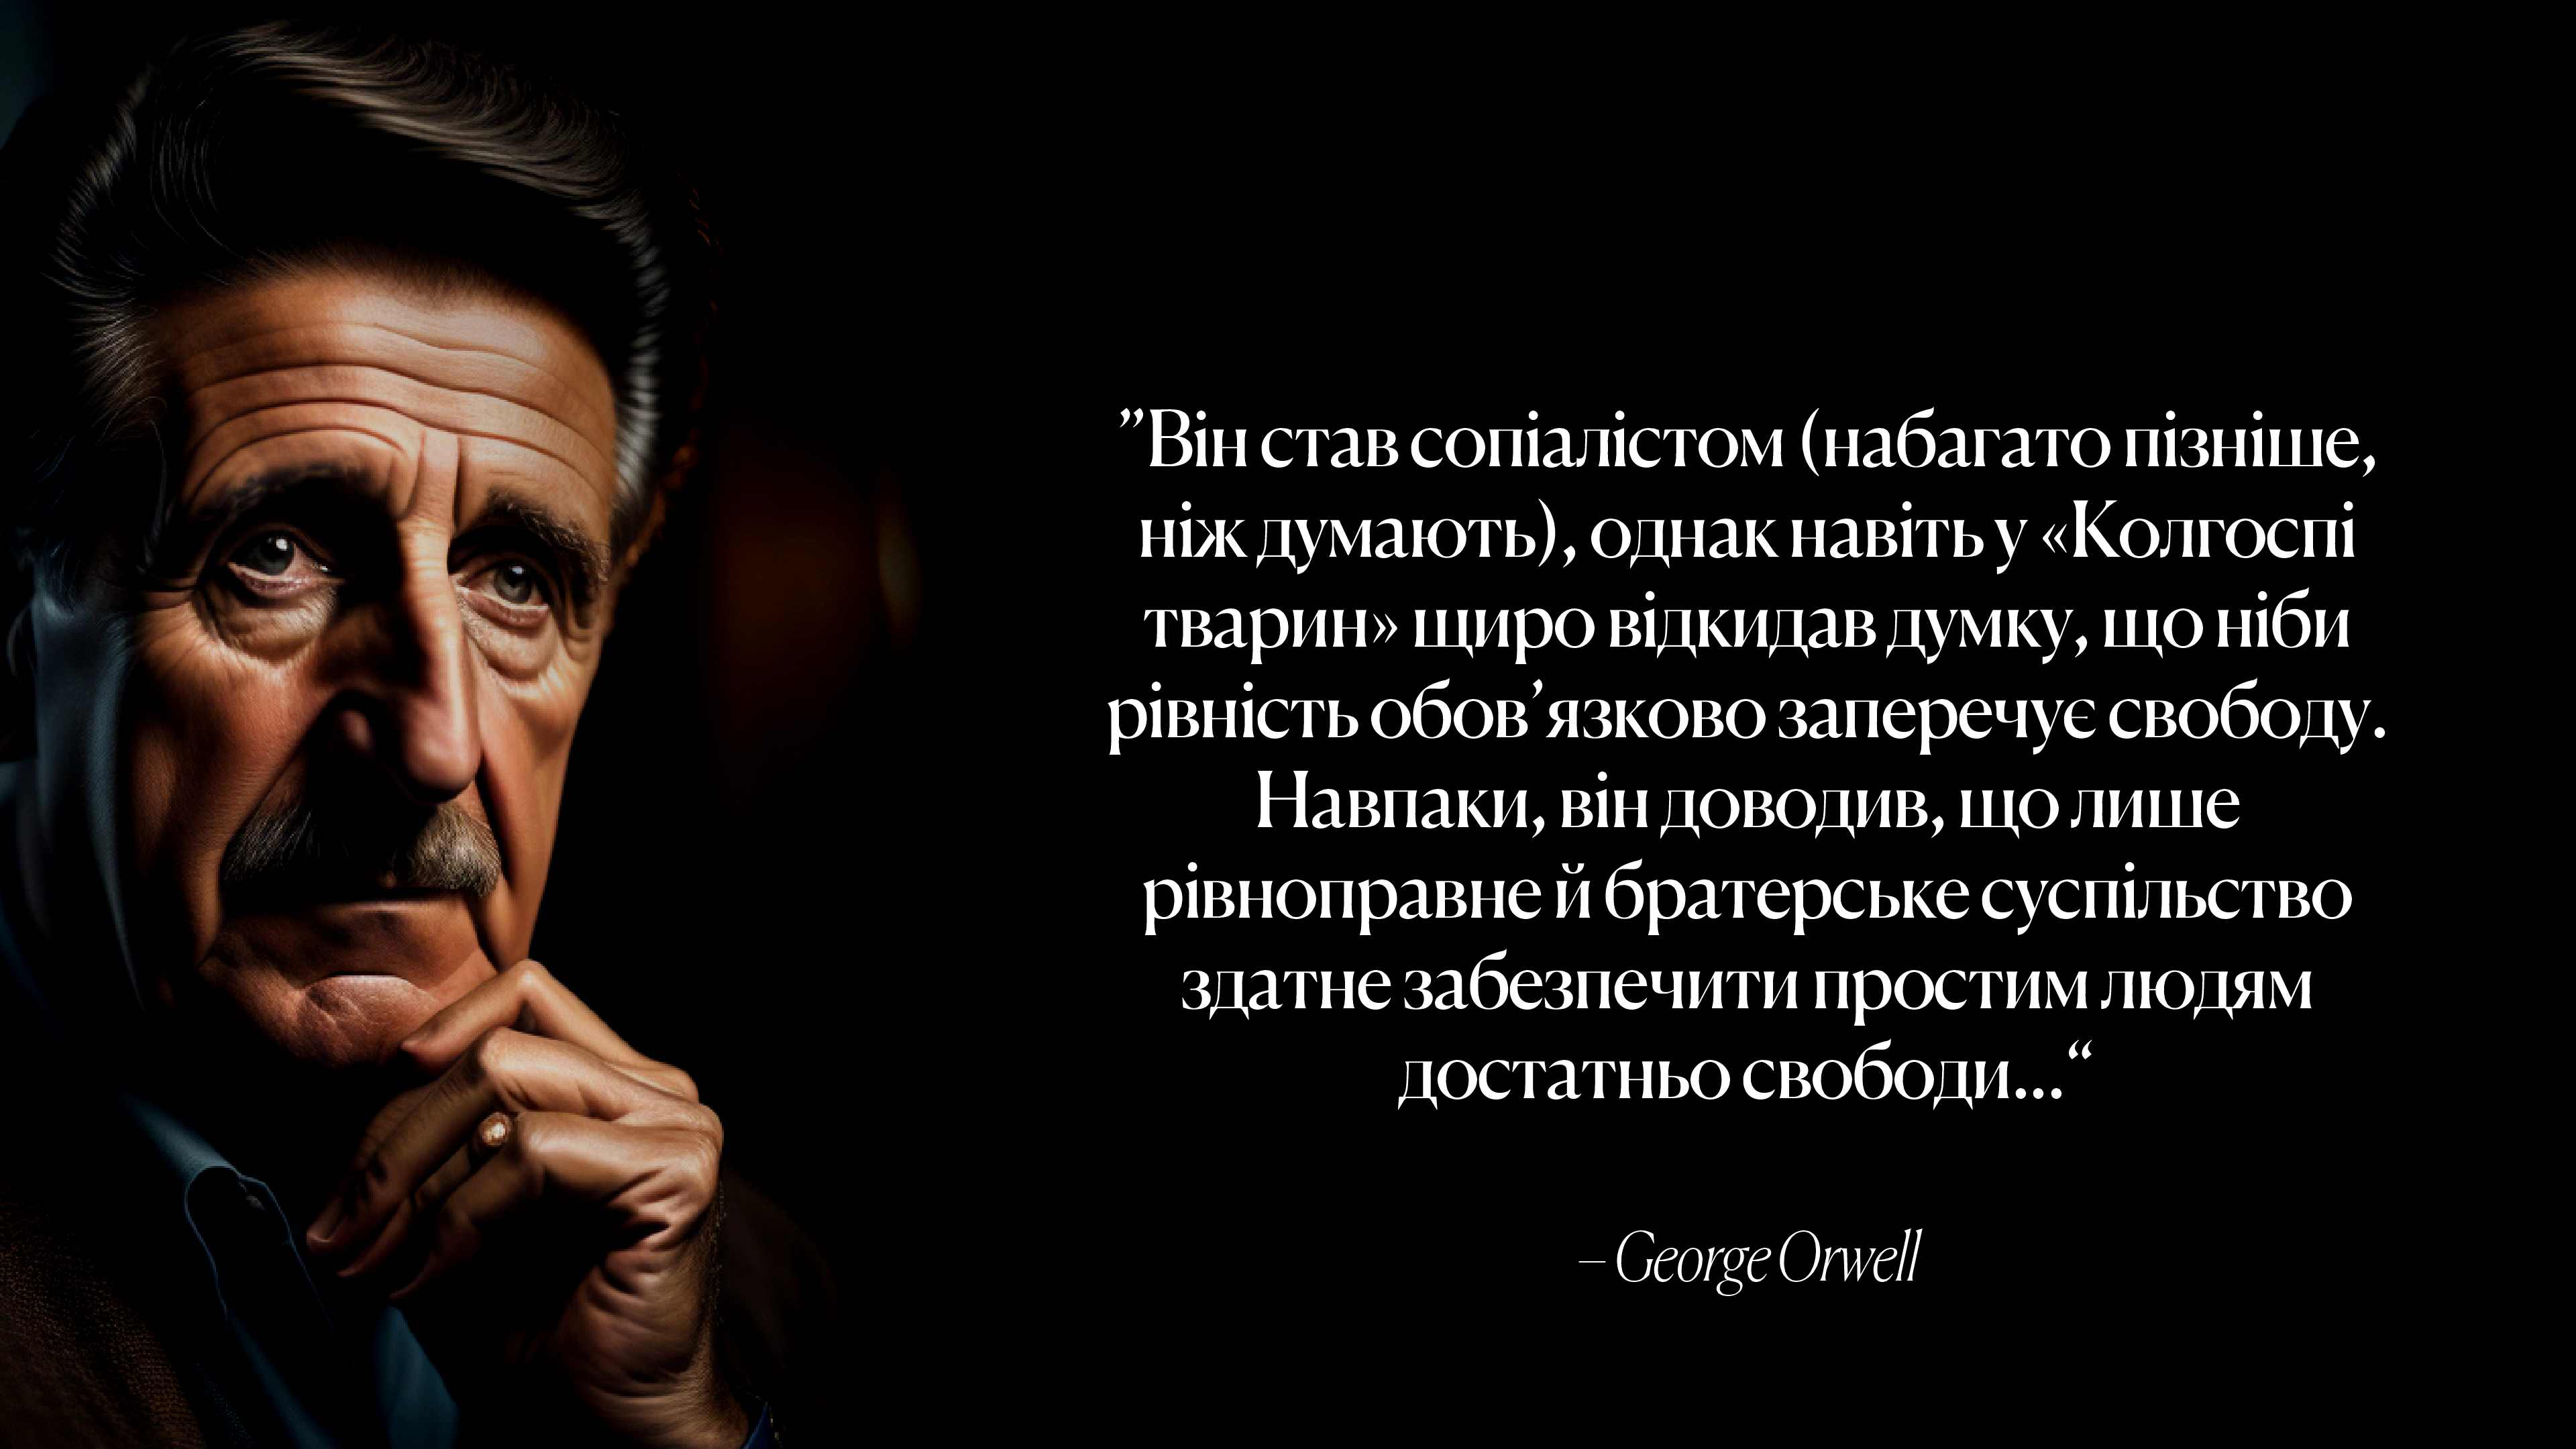 ”Він став сопіалістом (набагато пізніше,
ніж думають), однак навіть у «Колгоспі
тварин» щиро відкидав думку, що ніби
рівність обов’язково заперечує свободу.
Навпаки, він доводив, що лише
рівноправне й братерське суспільство
здатне забезпечити простим людям
достатньо свободи...“
– George Orwell